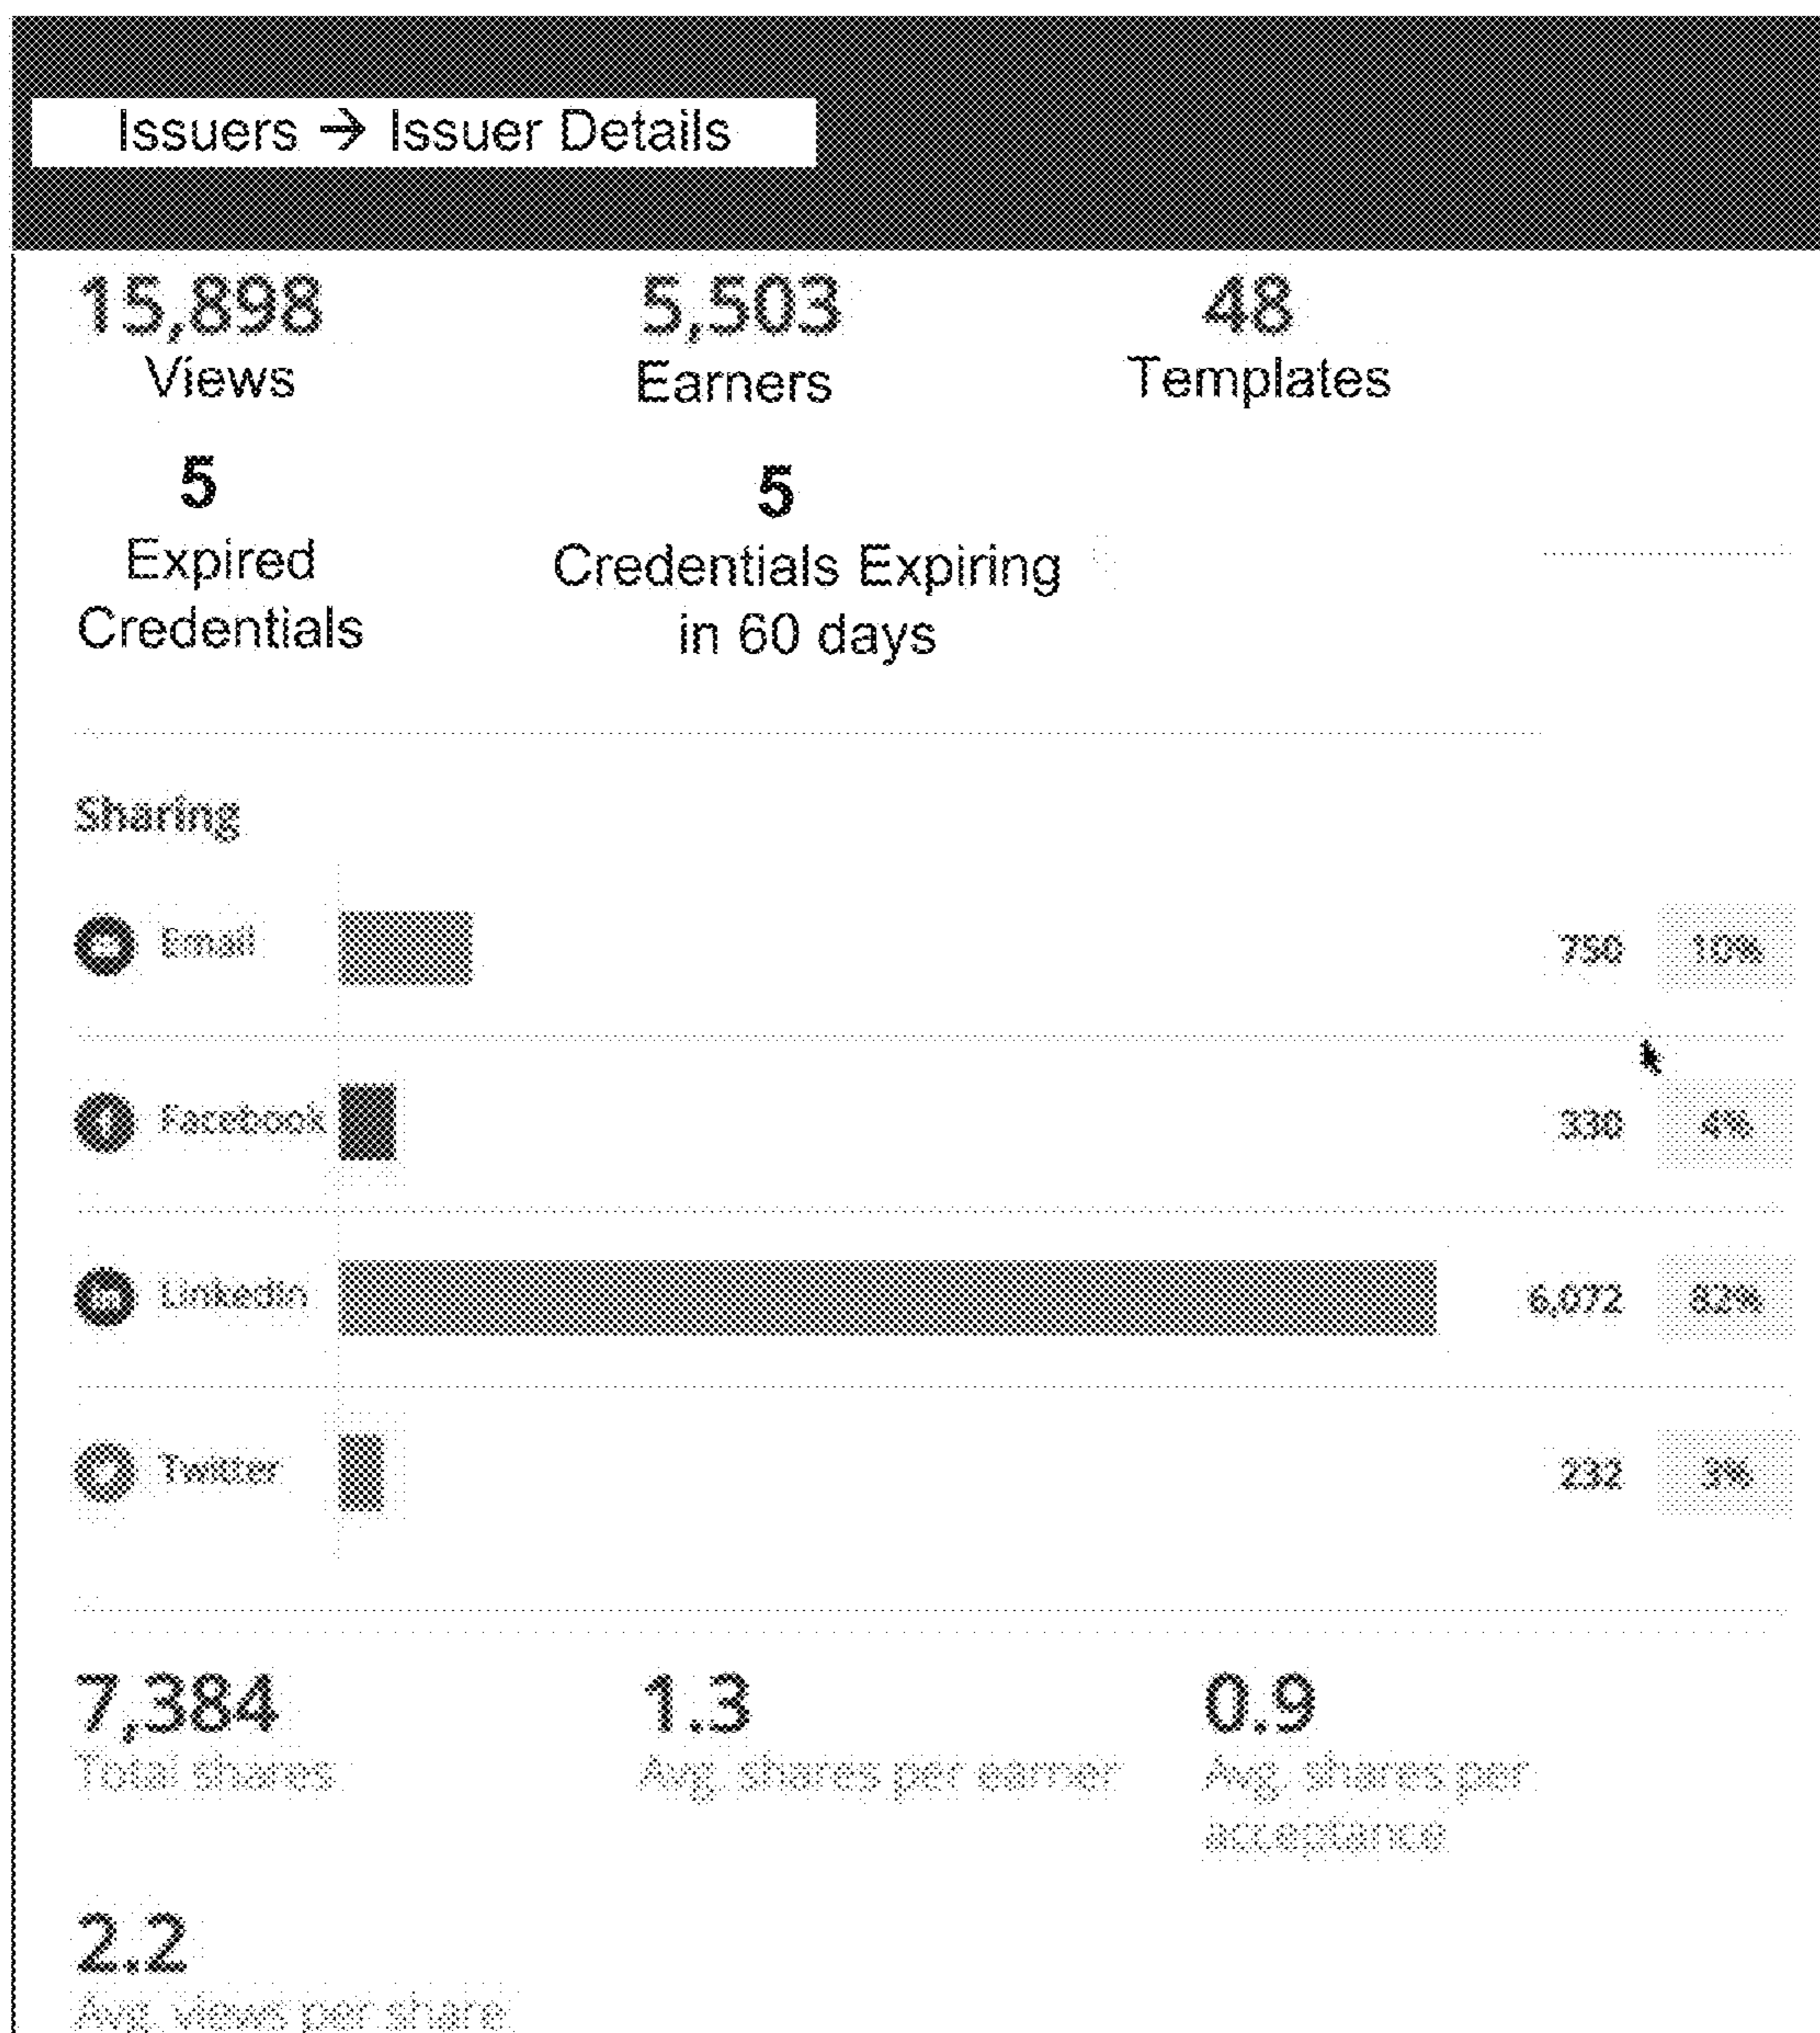 Issuers → Issuer Details
15,898 5,503 48
Views Earners Templates
5 5
Expired Credentials Expiring
Credentials in 60 days
Sharing
Email 750 10%
Facebook 330 4%
LinkedIn 6,072 82%
Twitter 232 3%
7,384 1.3 0.9
Total shares Avg. shares per earner Avg. shares per
acceptance
2.2
Avg. views per share